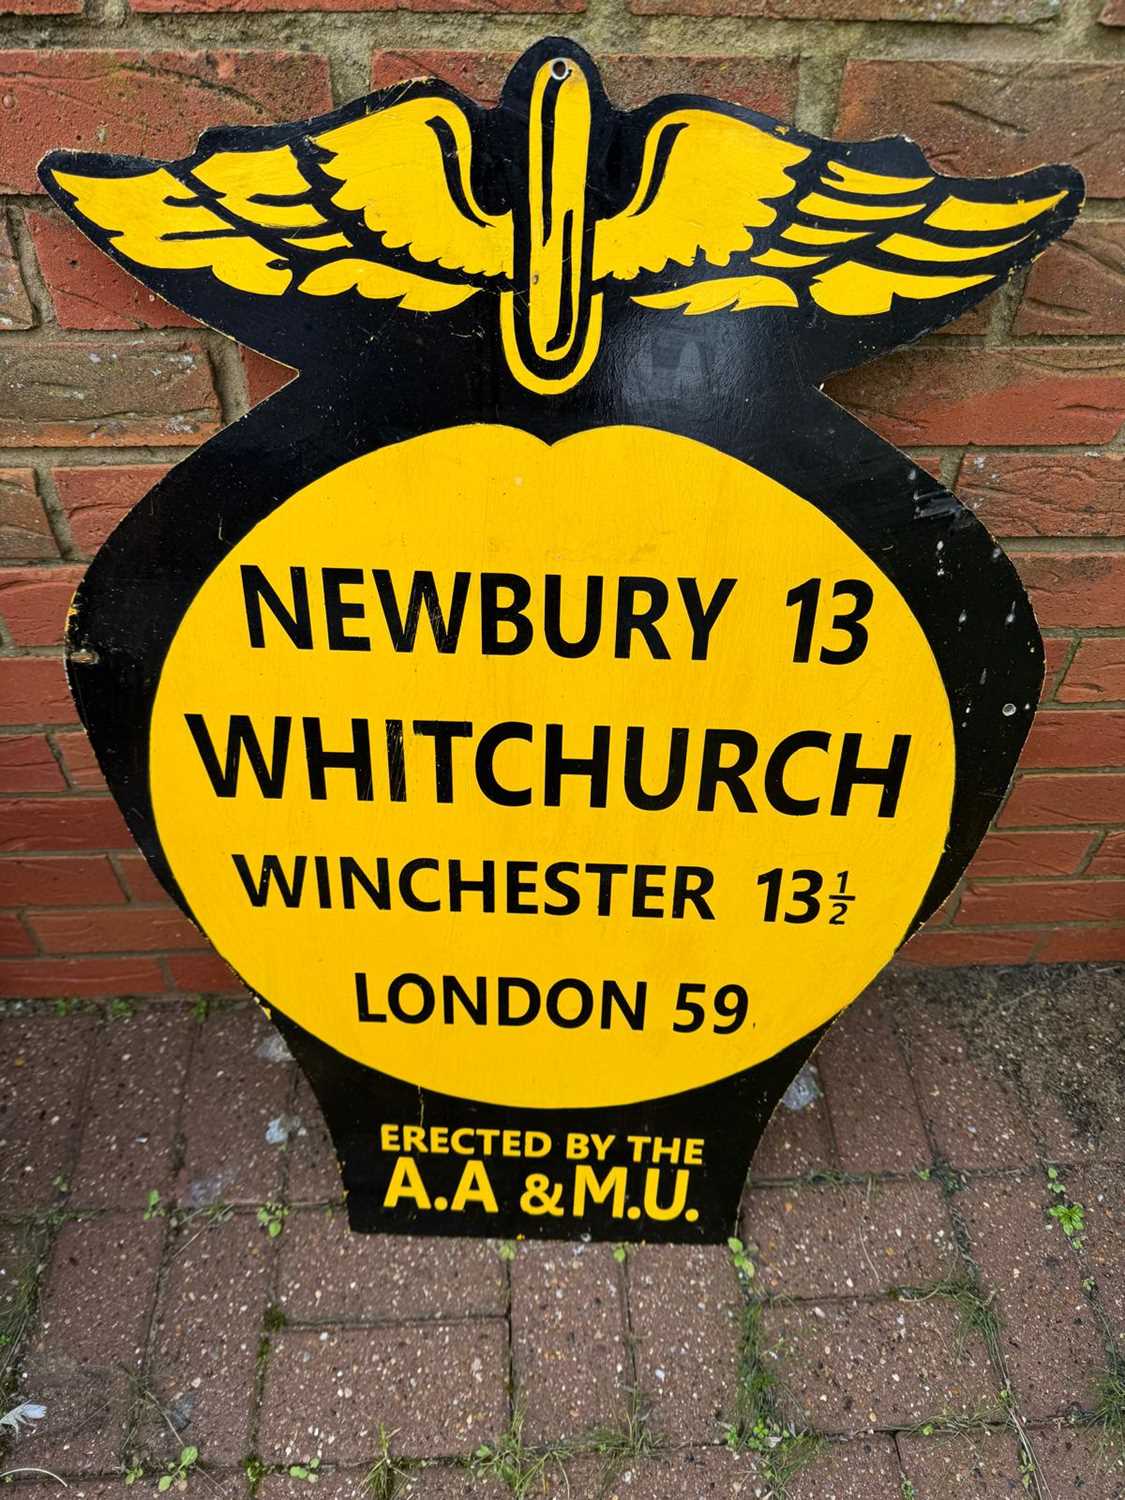 NEWBURY 13
WHITCHURCH
WINCHESTER 13½
LONDON 59
ERECTED BY THE
A.A & M.U.